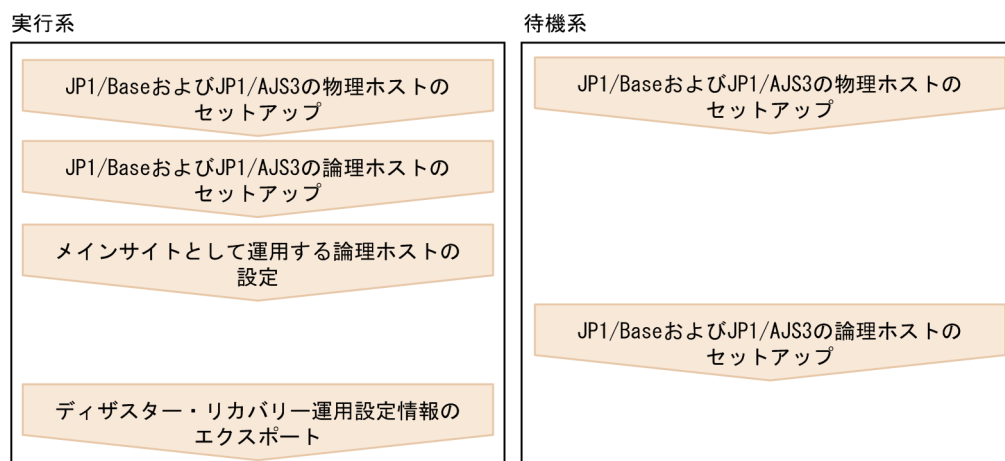 実行系
JP1/BaseおよびJP1/AJS3の物理ホストの
セットアップ
JP1/BaseおよびJP1/AJS3の論理ホストの
セットアップ
メインサイトとして運用する論理ホストの
設定
ディザスター・リカバリー運用設定情報の
エクスポート
待機系
JP1/BaseおよびJP1/AJS3の物理ホストの
セットアップ
JP1/BaseおよびJP1/AJS3の論理ホストの
セットアップ